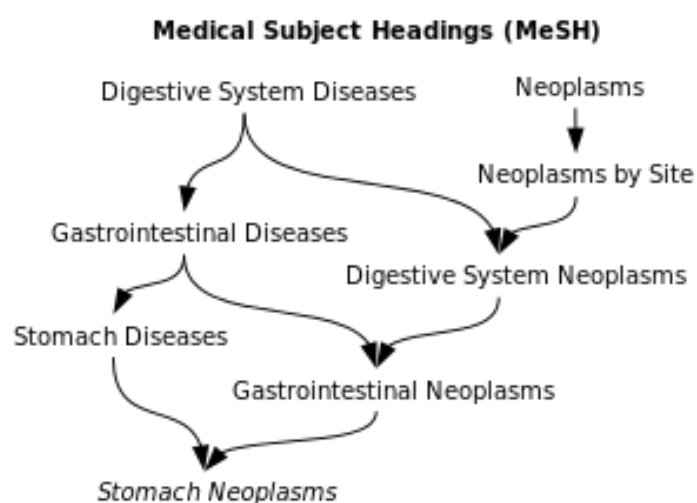 Medical Subject Headings (MeSH)
Digestive System Diseases
Neoplasms
Neoplasms by Site
Gastrointestinal Diseases
Digestive System Neoplasms
Stomach Diseases
Gastrointestinal Neoplasms
Stomach Neoplasms